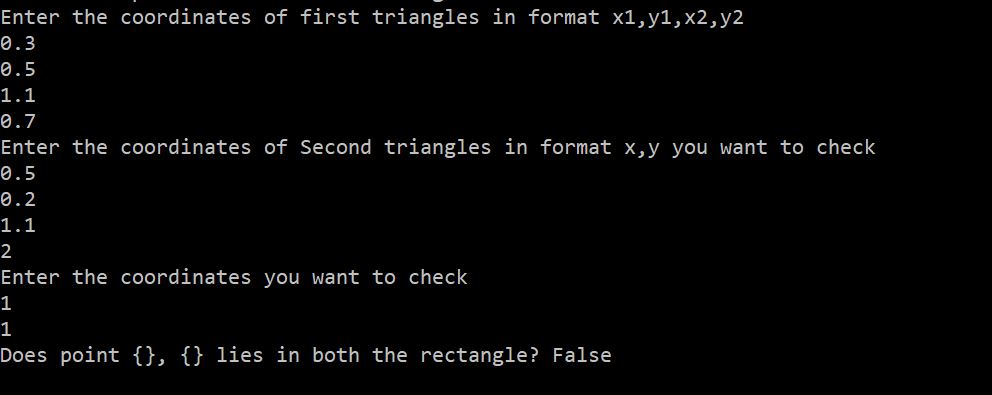 Enter the coordinates of first triangles in format x1,y1,x2,y2
0.3
0.5
1.1
0.7
Enter the coordinates of Second triangles in format x,y you want to check
0.5
0.2
1.1
2
Enter the coordinates you want to check
1
1
Does point {}, {} lies in both the rectangle? False